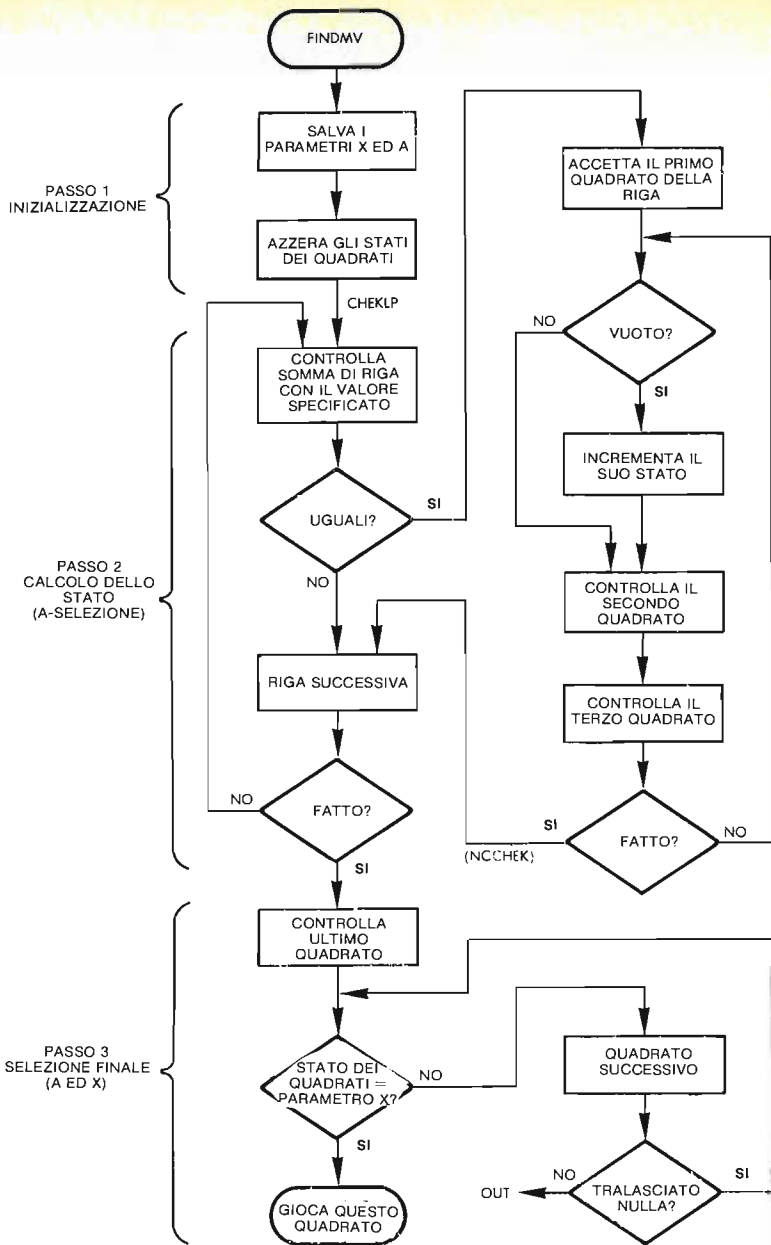 FINDMV
SALVA I
PARAMETRI X ED A
PASSO 1
INIZIALIZZAZIONE
AZZERA GLI STATI
DEI QUADRATI
CHEKLP
CONTROLLA
SOMMA DI RIGA
CON IL VALORE
SPECIFICATO
UGUALI?
SI
NO
PASSO 2
CALCOLO DELLO
STATO
(A-SELEZIONE)
RIGA SUCCESSIVA
FATTO?
NO
SI
ACCETTA IL PRIMO
QUADRATO DELLA
RIGA
VUOTO?
NO
SI
INCREMENTA IL
SUO STATO
CONTROLLA IL
SECONDO
QUADRATO
CONTROLLA IL
TERZO QUADRATO
FATTO?
SI
NO
(NCCHEK)
CONTROLLA
ULTIMO
QUADRATO
PASSO 3
SELEZIONE FINALE
(A ED X)
STATO DEI
QUADRATI =
PARAMETRO X?
NO
SI
GIOCA QUESTO
QUADRATO
QUADRATO
SUCCESSIVO
TRALASCIATO
NULLA?
NO
SI
OUT